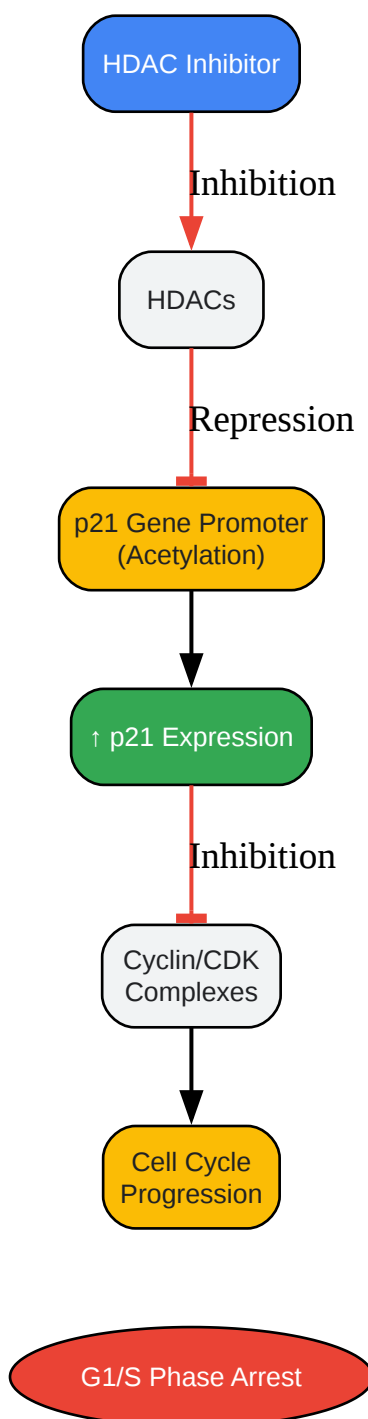 HDAC Inhibitor
Inhibition
HDACs
Repression
p21 Gene Promoter
(Acetylation)
↑ p21 Expression
Inhibition
Cyclin/CDK
Complexes
Cell Cycle
Progression
G1/S Phase Arrest